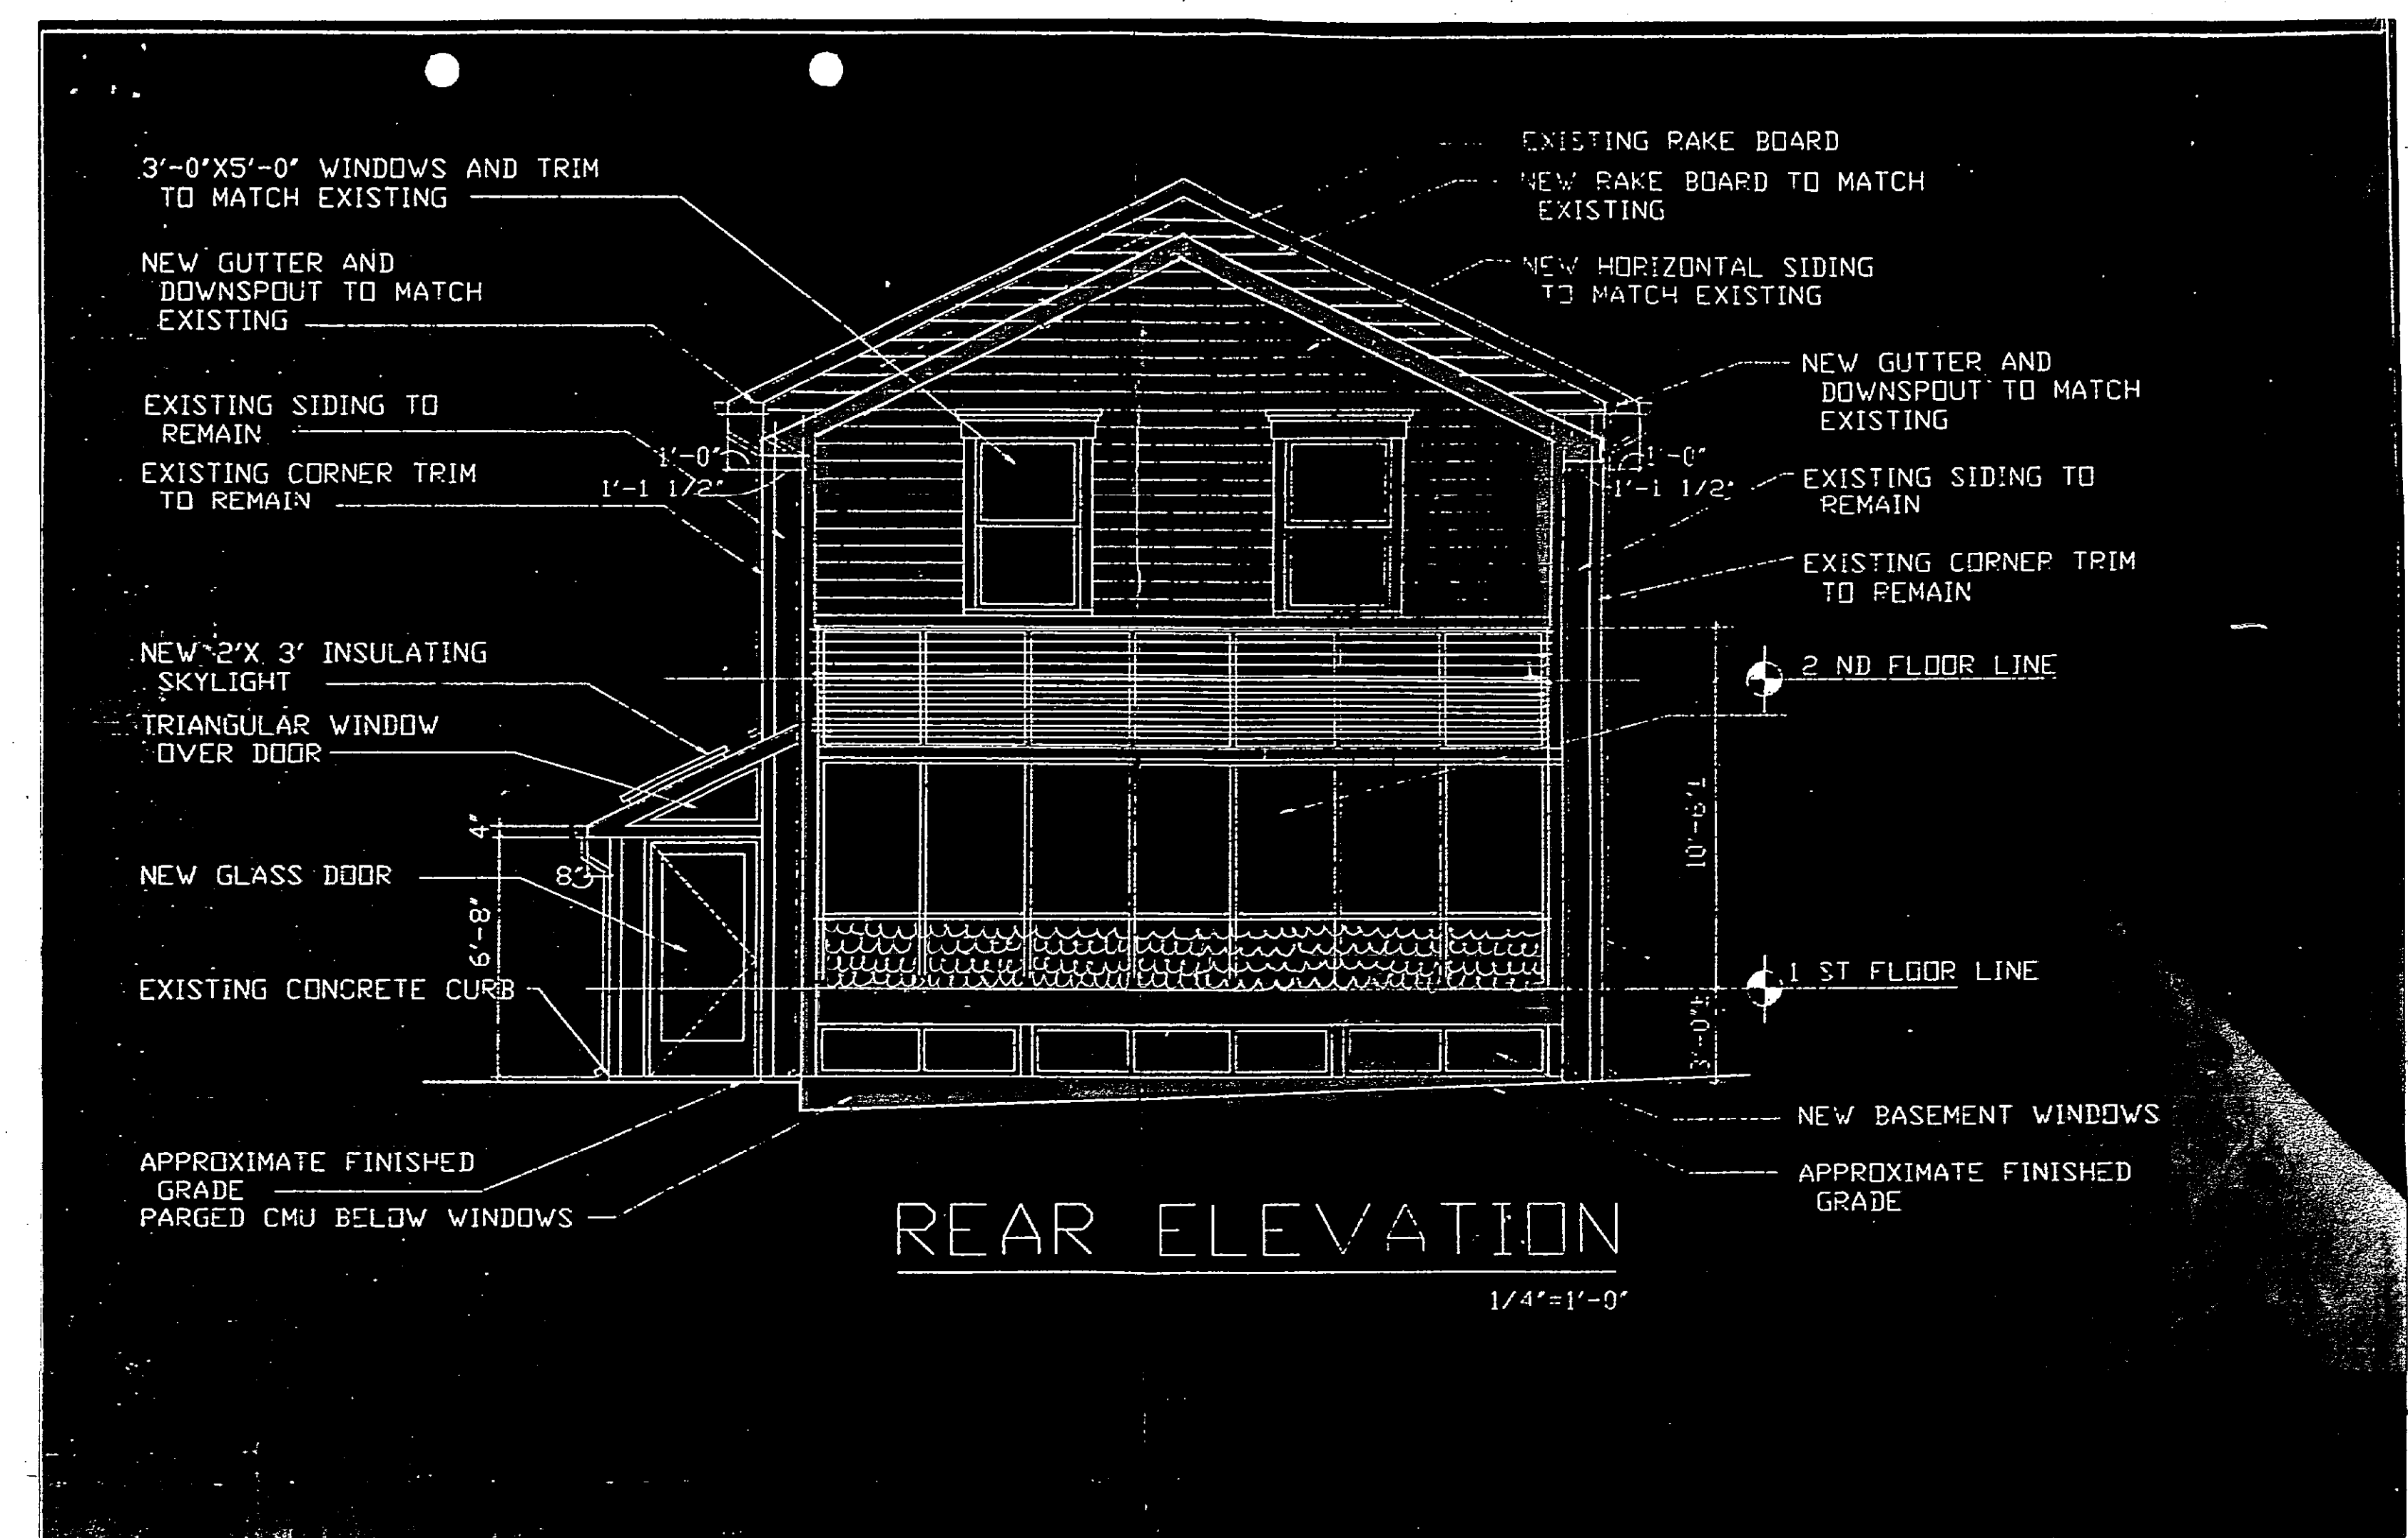 3'-0"X5'-0" WINDOWS AND TRIM
TO MATCH EXISTING
NEW GUTTER AND
DOWNSPOUT TO MATCH
EXISTING
EXISTING SIDING TO
REMAIN
EXISTING CORNER TRIM
TO REMAIN
1'-0"
1'-1 1/2"
NEW 2'X 3' INSULATING
SKYLIGHT
TRIANGULAR WINDOW
OVER DOOR
4"
NEW GLASS DOOR
8"
6'-8"
EXISTING CONCRETE CURB
APPROXIMATE FINISHED
GRADE
PARGED CMU BELOW WINDOWS
EXISTING RAKE BOARD
NEW RAKE BOARD TO MATCH
EXISTING
NEW HORIZONTAL SIDING
TO MATCH EXISTING
NEW GUTTER AND
DOWNSPOUT TO MATCH
EXISTING
1'-0"
1'-1 1/2"
EXISTING SIDING TO
REMAIN
EXISTING CORNER TRIM
TO REMAIN
2 ND FLOOR LINE
10'-6"±
1 ST FLOOR LINE
3'-0"±
NEW BASEMENT WINDOWS
APPROXIMATE FINISHED
GRADE
REAR ELEVATION
1/4"=1'-0"